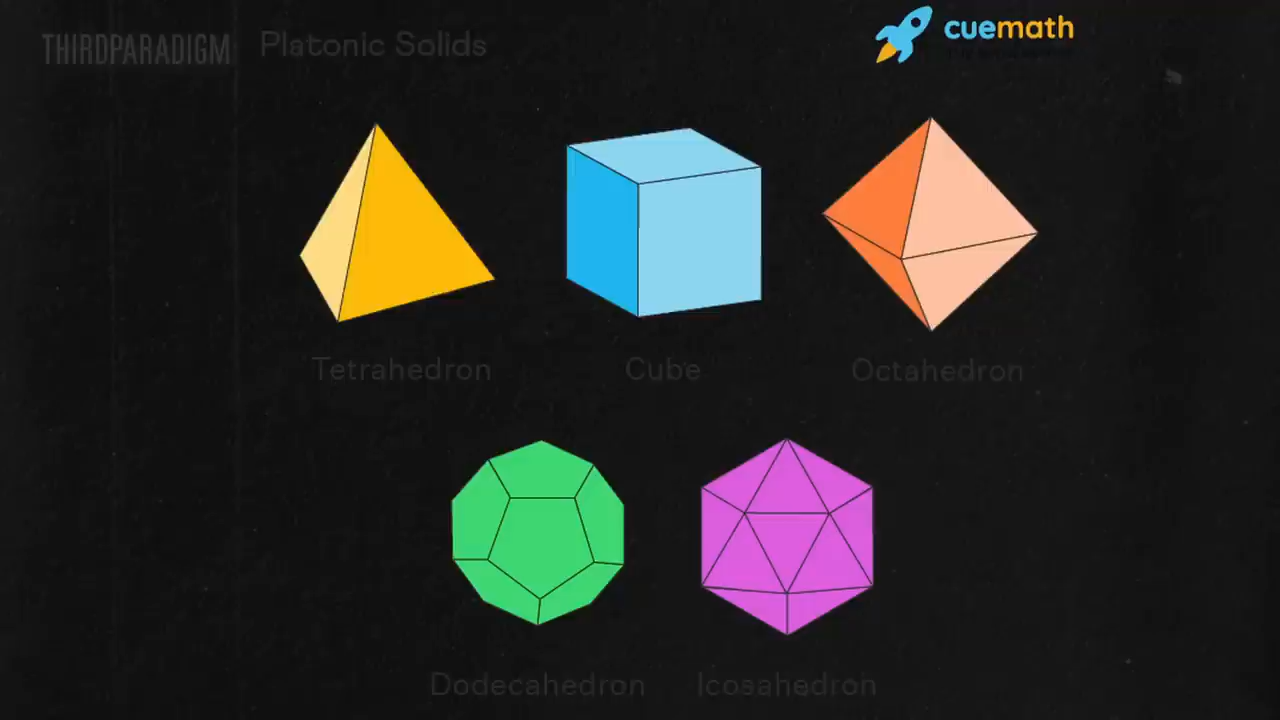 THIRDPARADIGM
Platonic Solids
cuemath
Tetrahedron
Cube
Octahedron
Dodecahedron
Icosahedron